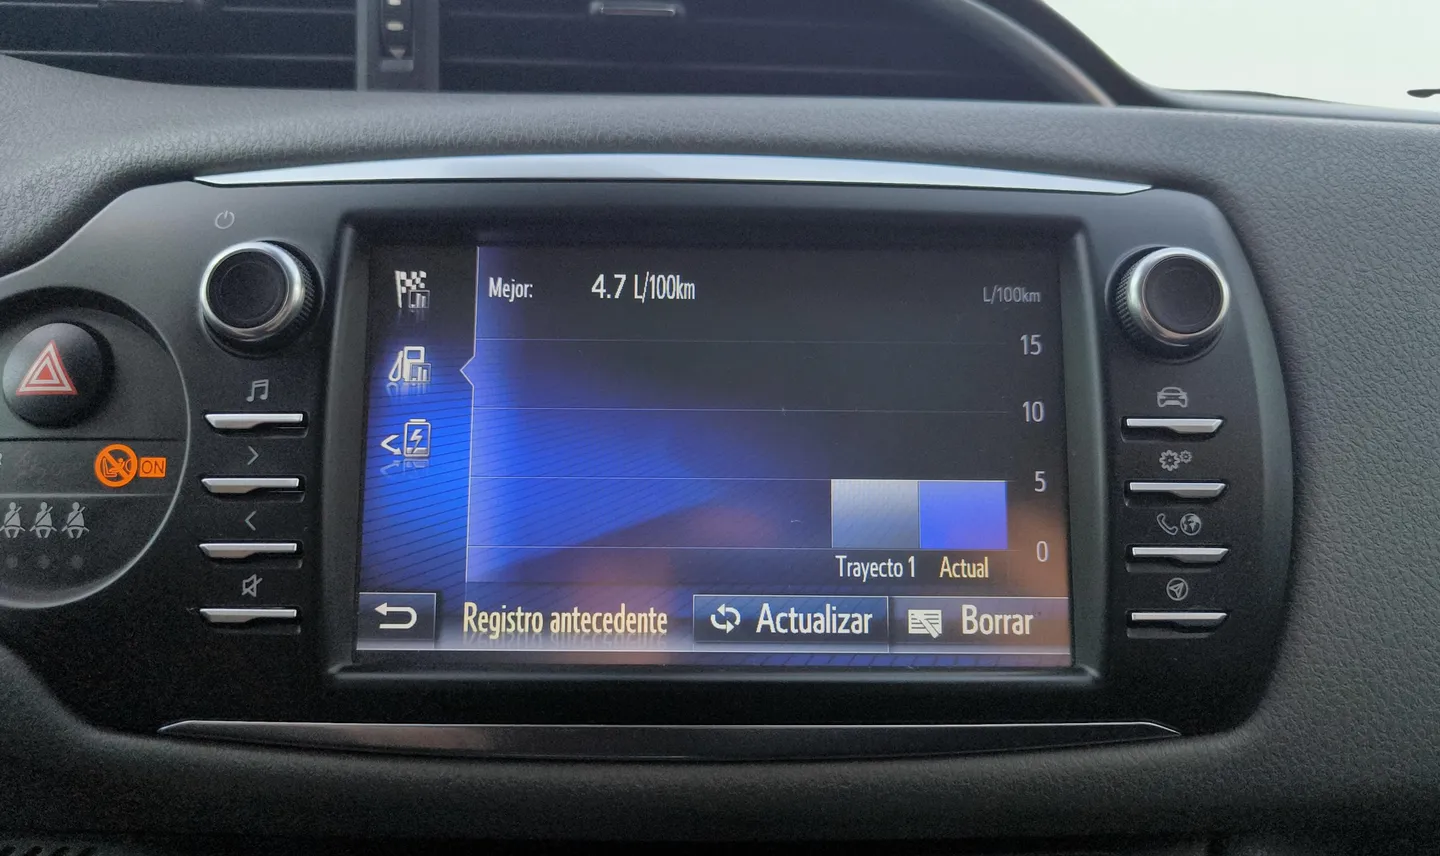 Mejor: 4.7 L/100km
L/100km
15
10
5
0
Trayecto 1 Actual
Registro antecedente Actualizar Borrar
ON